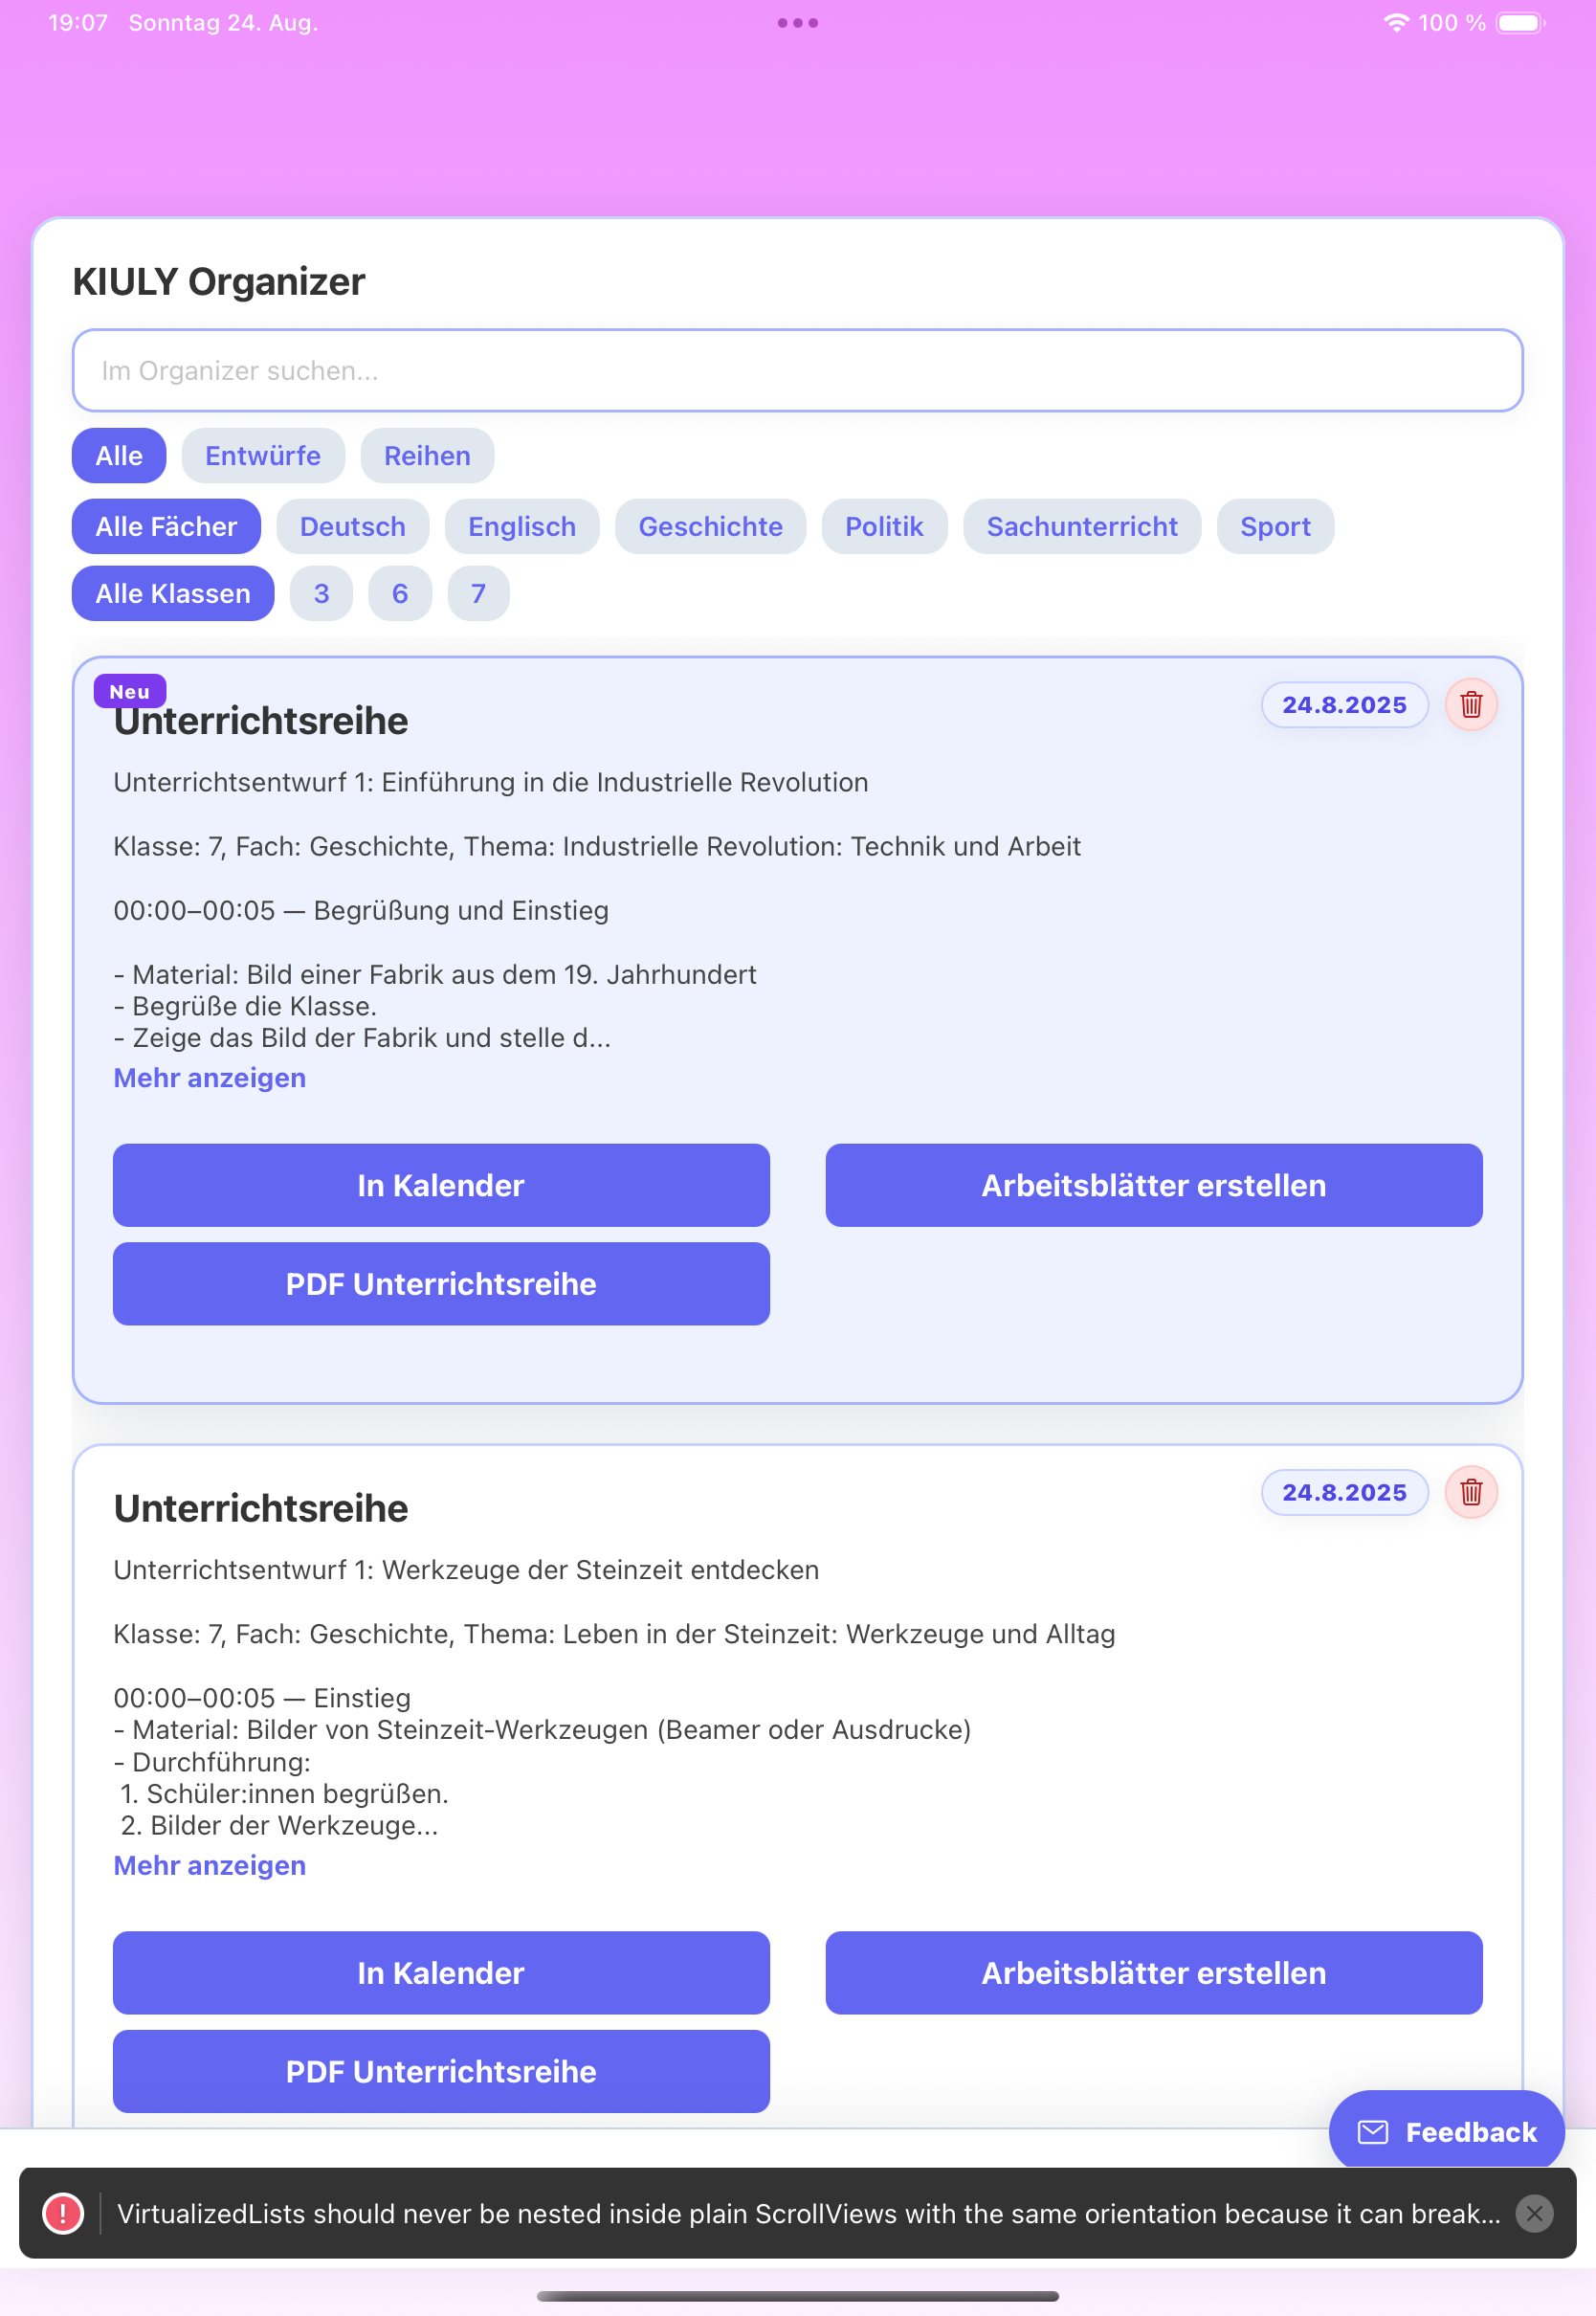 19:07 Sonntag 24. Aug.
100 %
KIULY Organizer
Im Organizer suchen...
Alle Entwürfe Reihen
Alle Fächer Deutsch Englisch Geschichte Politik Sachunterricht Sport
Alle Klassen 3 6 7
Neu
Unterrichtsreihe
24.8.2025
Unterrichtsentwurf 1: Einführung in die Industrielle Revolution
Klasse: 7, Fach: Geschichte, Thema: Industrielle Revolution: Technik und Arbeit
00:00–00:05 — Begrüßung und Einstieg
- Material: Bild einer Fabrik aus dem 19. Jahrhundert
- Begrüße die Klasse.
- Zeige das Bild der Fabrik und stelle d...
Mehr anzeigen
In Kalender Arbeitsblätter erstellen
PDF Unterrichtsreihe
Unterrichtsreihe
24.8.2025
Unterrichtsentwurf 1: Werkzeuge der Steinzeit entdecken
Klasse: 7, Fach: Geschichte, Thema: Leben in der Steinzeit: Werkzeuge und Alltag
00:00–00:05 — Einstieg
- Material: Bilder von Steinzeit-Werkzeugen (Beamer oder Ausdrucke)
- Durchführung:
1. Schüler:innen begrüßen.
2. Bilder der Werkzeuge...
Mehr anzeigen
In Kalender Arbeitsblätter erstellen
PDF Unterrichtsreihe
Feedback
! VirtualizedLists should never be nested inside plain ScrollViews with the same orientation because it can break...